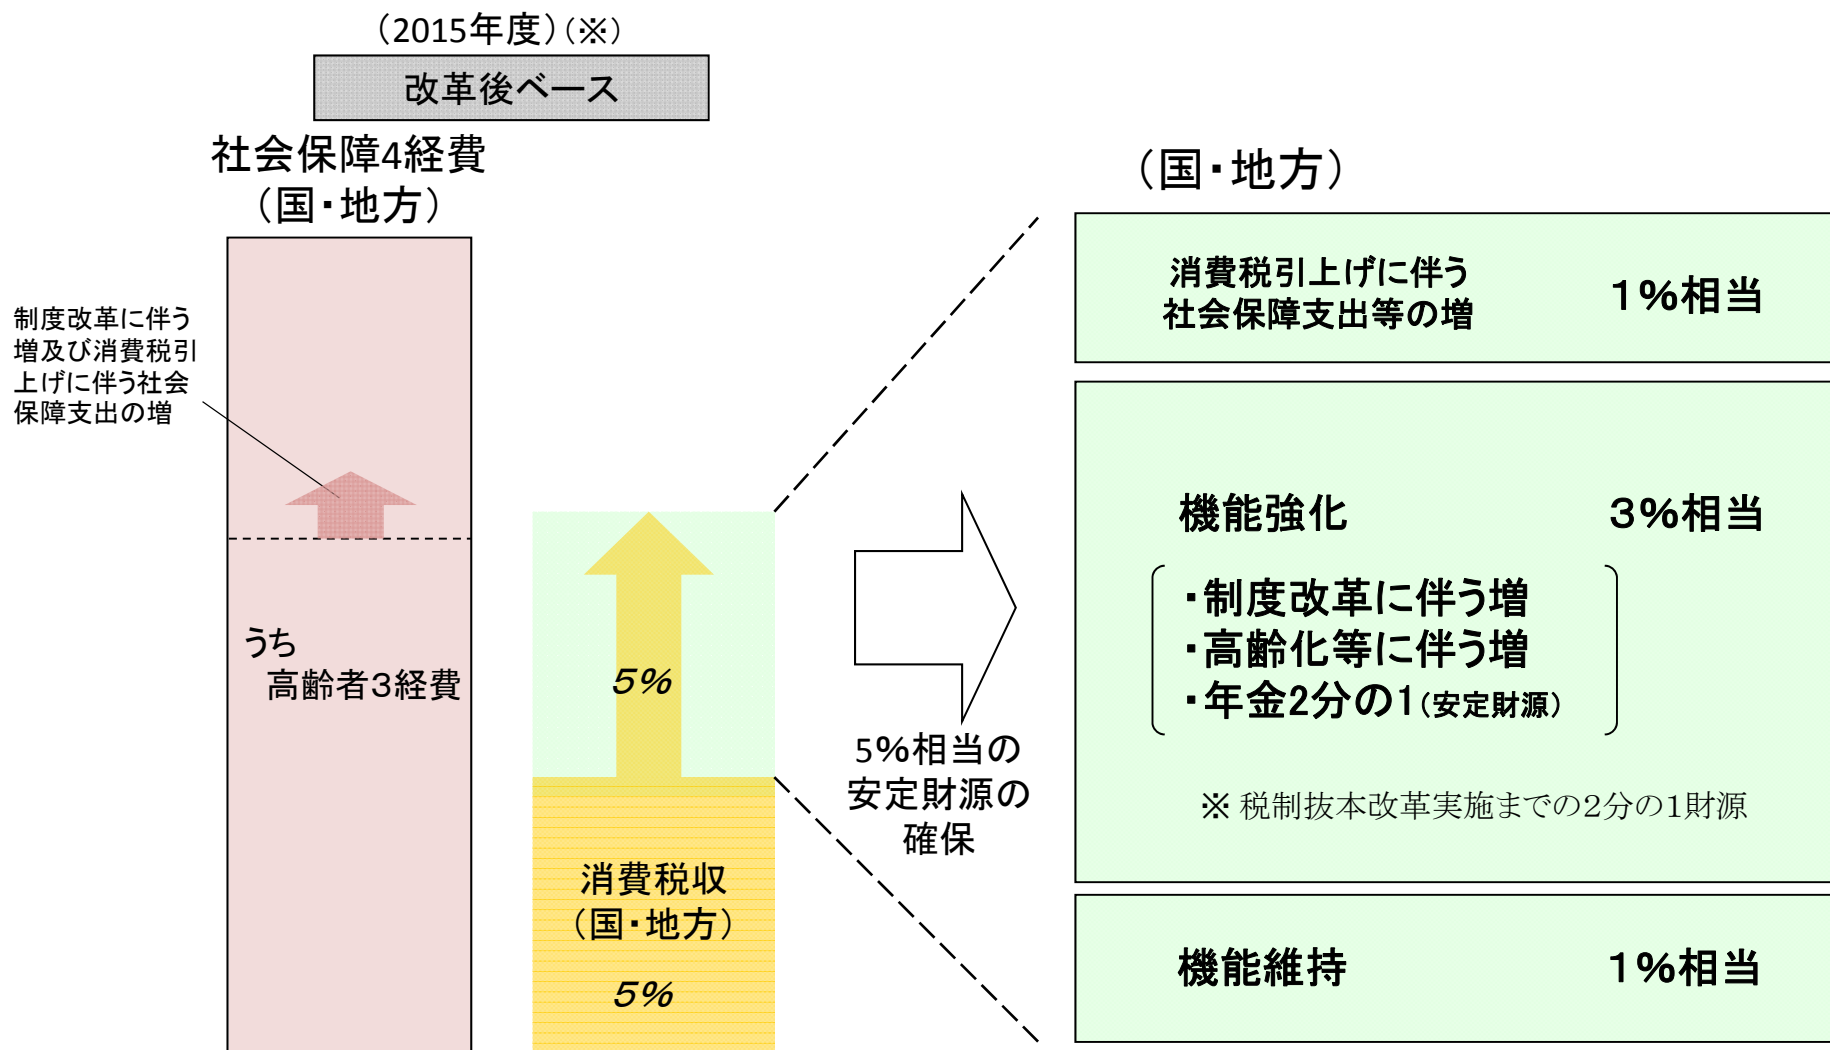 （2015年度）（※）
改革後ベース
社会保障4経費
（国・地方）
制度改革に伴う
増及び消費税引
上げに伴う社会
保障支出の増
うち
高齢者３経費
5%
消費税収
（国・地方）
5%
5%相当の
安定財源の
確保
（国・地方）
消費税引上げに伴う
社会保障支出等の増
１%相当
機能強化
３%相当
・制度改革に伴う増
・高齢化等に伴う増
・年金2分の1（安定財源）
※ 税制抜本改革実施までの２分の１財源
機能維持
１%相当